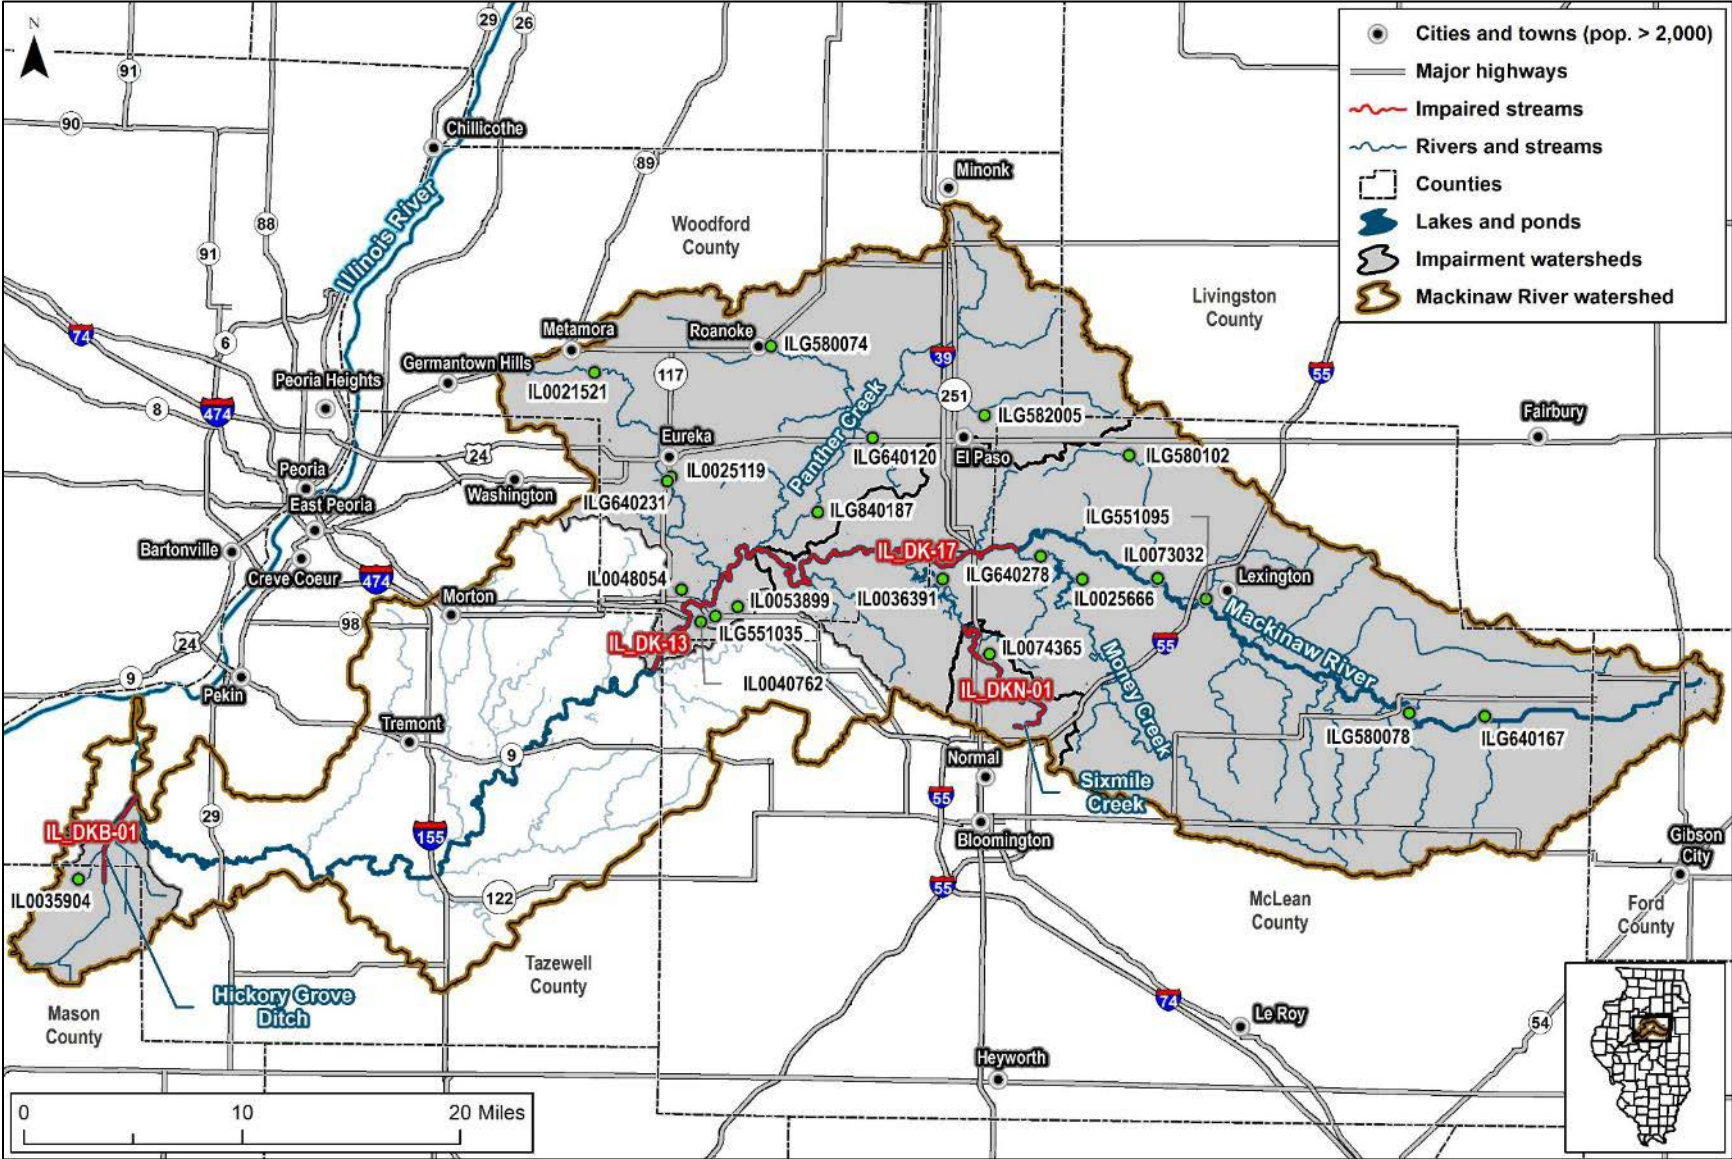 N
29
26
91
90
89
88
91
74
6
8
474
Chillicothe
Illinois River
Woodford
County
Minonk
Cities and towns (pop. > 2,000)
Major highways
Impaired streams
Rivers and streams
Counties
Lakes and ponds
Impairment watersheds
Mackinaw River watershed
Livingston
County
Metamora
Roanoke
ILG580074
Germantown Hills
Peoria Heights
IL0021521
117
39
251
55
ILG582005
Fairbury
Panther Creek
Eureka
24
IL0025119
ILG640120
El Paso
ILG580102
Peoria
East Peoria
Washington
ILG640231
ILG840187
ILG551095
Bartonville
Creve Coeur
474
IL_DK-17
IL0073032
ILG640278
Lexington
IL0048054
IL0053899
IL0036391
IL0025666
Morton
98
24
IL_DK-13
ILG551035
IL0074365
Mackinaw River
55
Money Creek
9
Pekin
IL0040762
IL_DKN-01
Tremont
9
ILG580078
ILG640167
Normal
Sixmile
Creek
55
29
155
IL_DKB-01
Bloomington
Gibson
City
IL0035904
122
55
McLean
County
Ford
County
Tazewell
County
Hickory Grove
Ditch
Mason
County
74
Le Roy
54
Heyworth
0 10 20 Miles